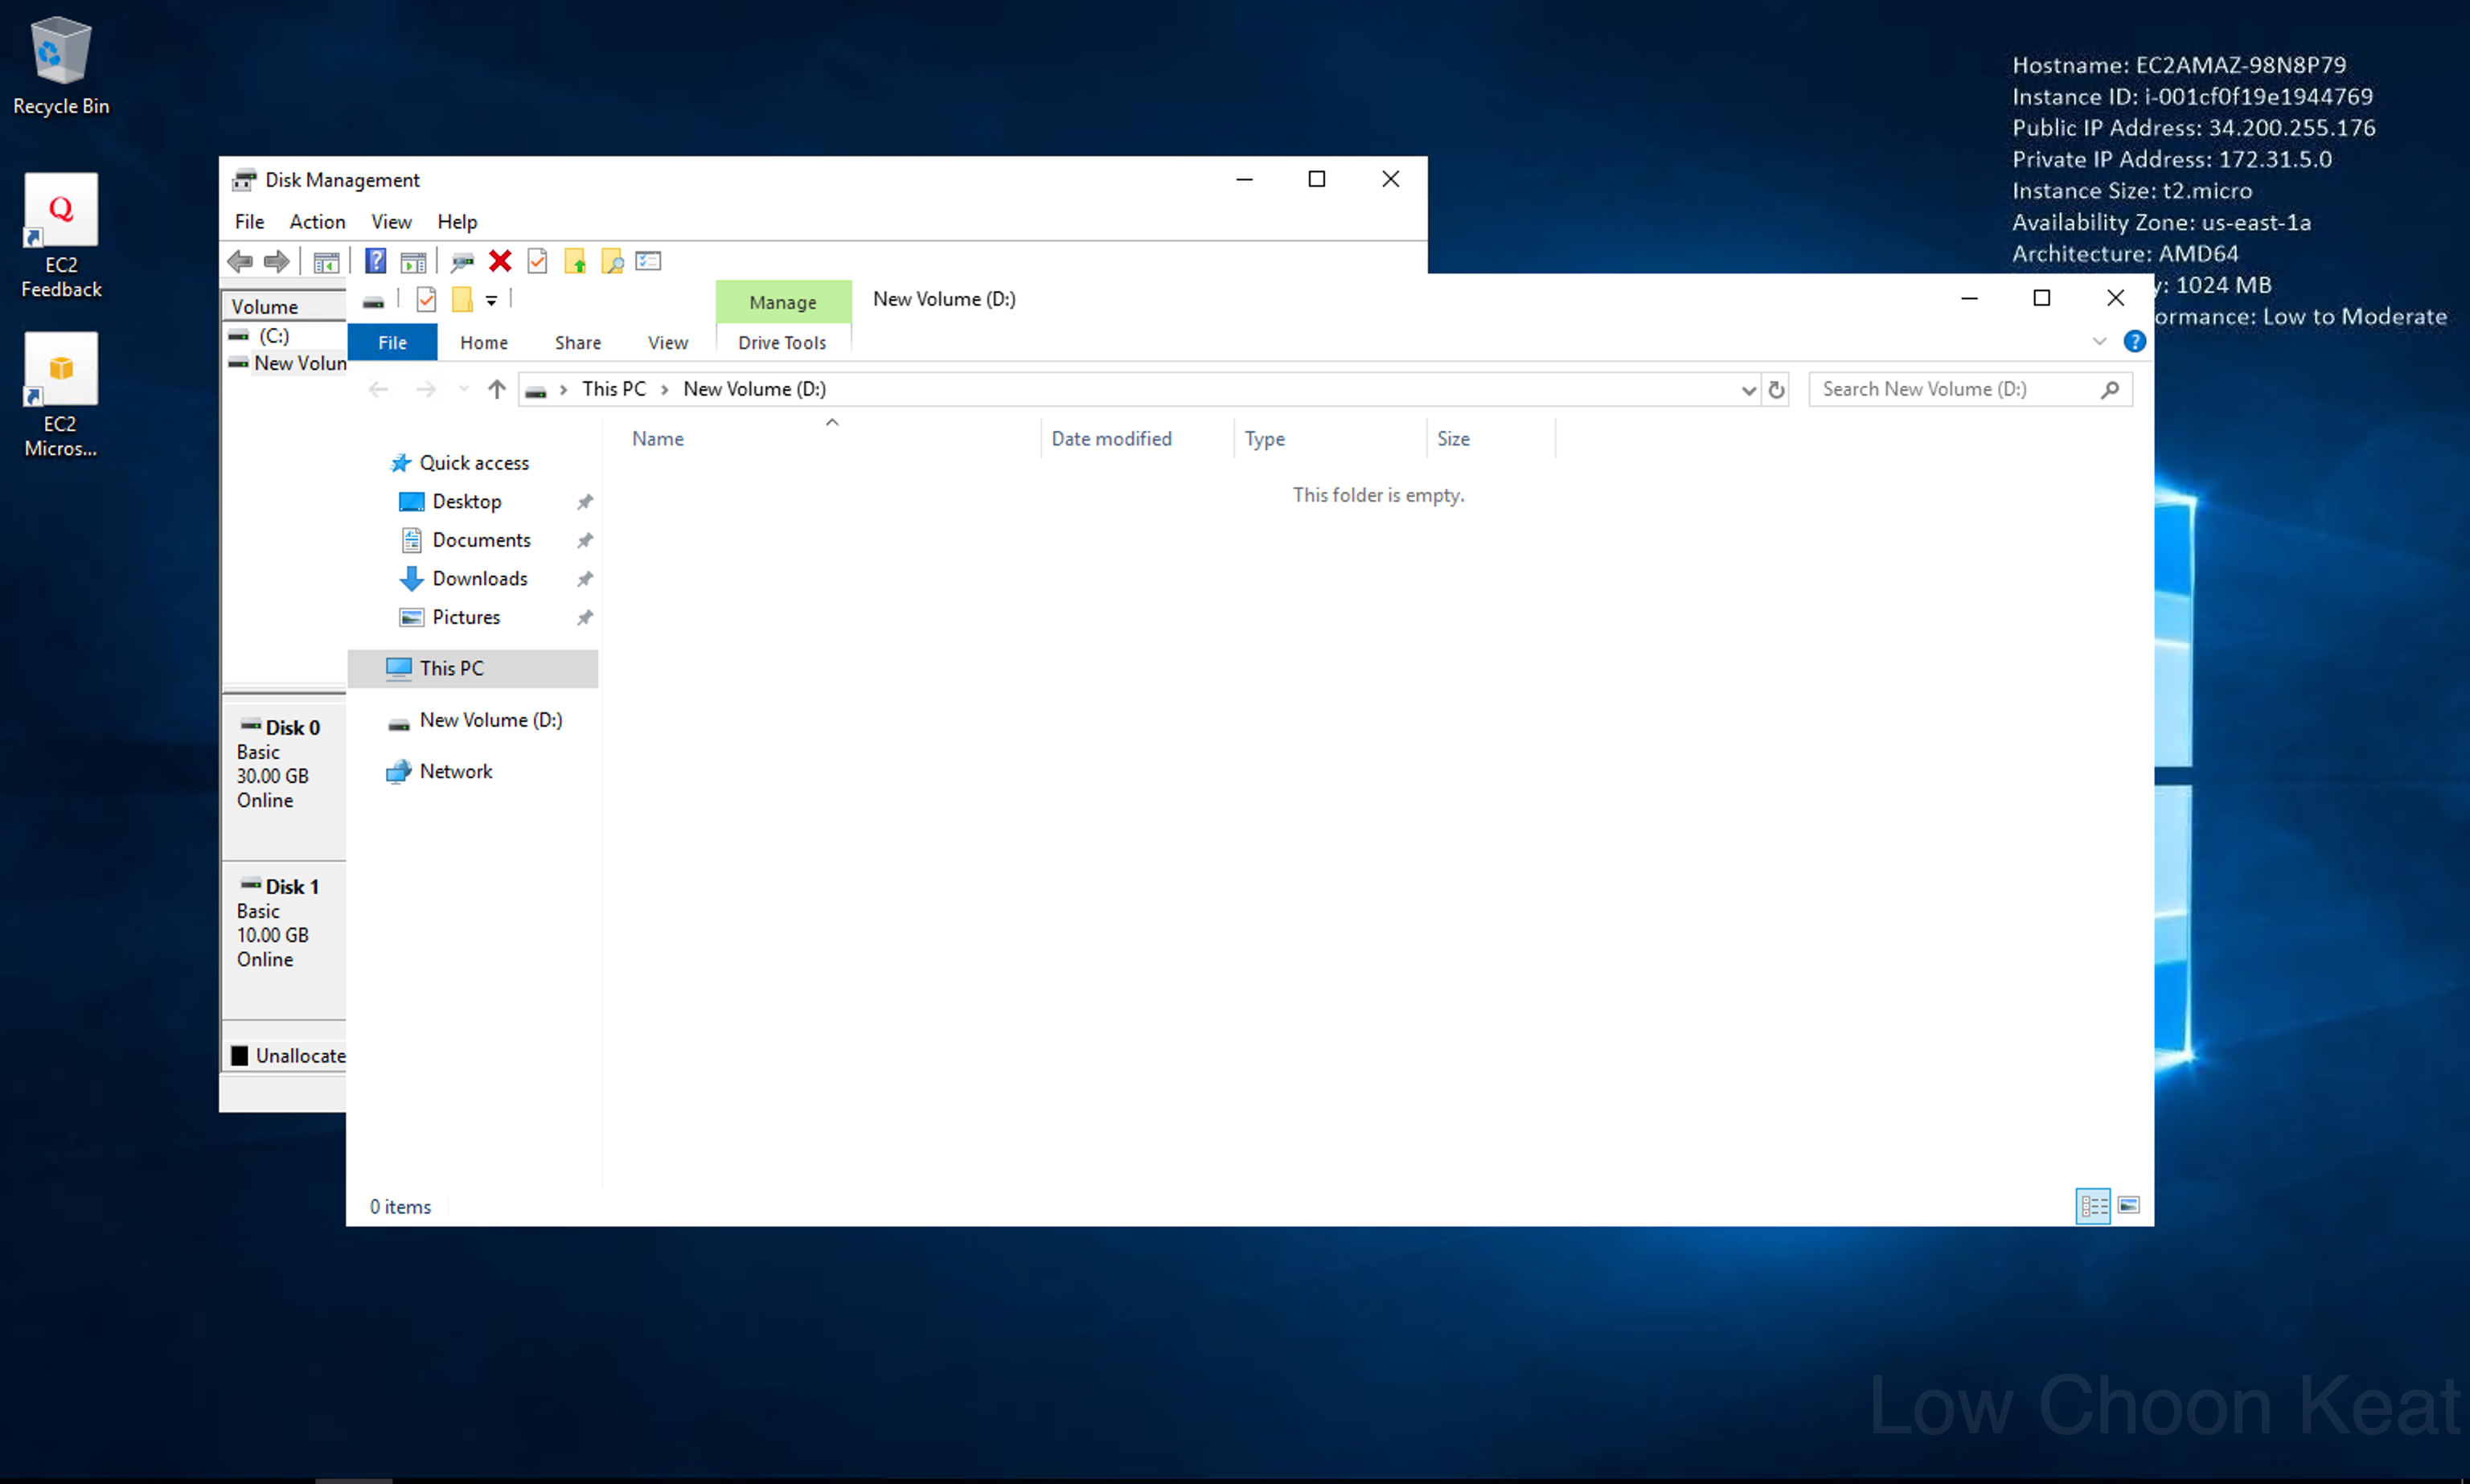 Recycle Bin
EC2
Feedback
EC2
Micros...
Hostname: EC2AMAZ-98N8P79
Instance ID: i-001cf0f19e1944769
Public IP Address: 34.200.255.176
Private IP Address: 172.31.5.0
Instance Size: t2.micro
Availability Zone: us-east-1a
Architecture: AMD64
y: 1024 MB
ormance: Low to Moderate
Disk Management
File Action View Help
Volume
(C:)
New Volun
Disk 0
Basic
30.00 GB
Online
Disk 1
Basic
10.00 GB
Online
Unallocate
Manage New Volume (D:)
File Home Share View Drive Tools
This PC New Volume (D:) Search New Volume (D:)
Name Date modified Type Size
This folder is empty.
Quick access
Desktop
Documents
Downloads
Pictures
This PC
New Volume (D:)
Network
0 items
Low Choon Keat